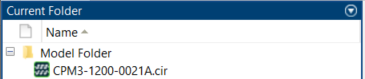 Current Folder
Name
Model Folder
CPM3-1200-0021A.cir